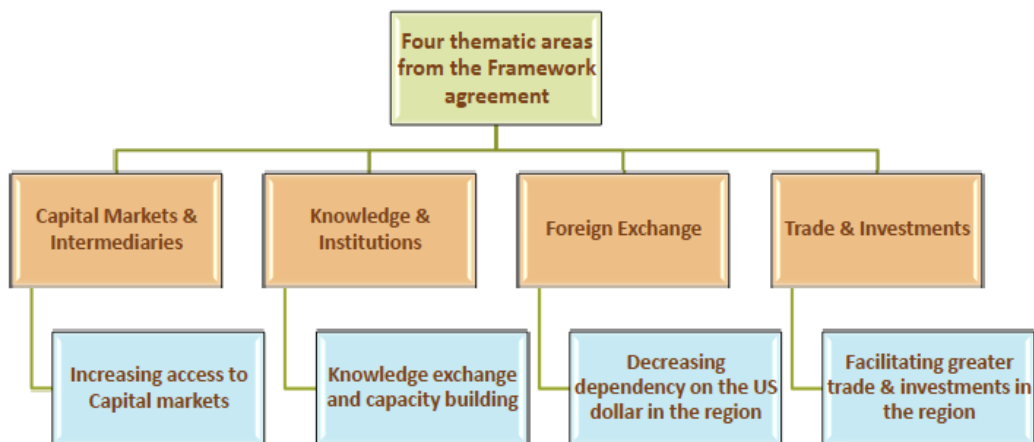 Four thematic areas
from the Framework
agreement
Capital Markets &
Intermediaries
Knowledge &
Institutions
Foreign Exchange
Trade & Investments
Increasing access to
Capital markets
Knowledge exchange
and capacity building
Decreasing
dependency on the US
dollar in the region
Facilitating greater
trade & investments in
the region